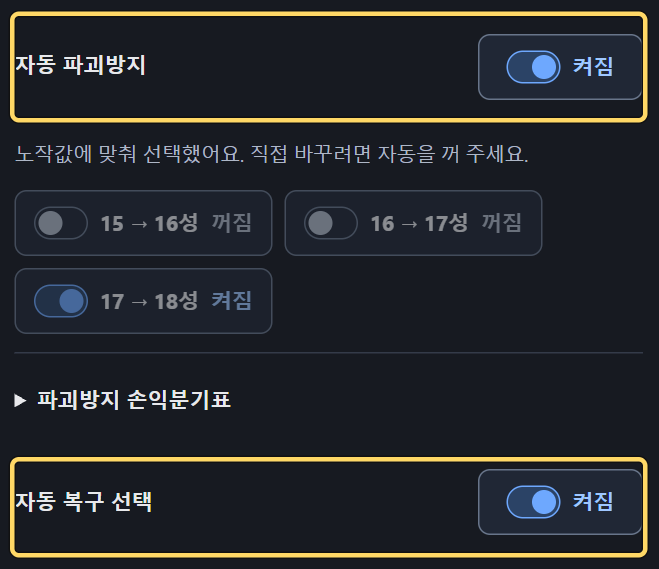 자동 파괴방지 켜짐
노작값에 맞춰 선택했어요. 직접 바꾸려면 자동을 꺼 주세요.
15 → 16성 꺼짐 16 → 17성 꺼짐
17 → 18성 켜짐
▶ 파괴방지 손익분기표
자동 복구 선택 켜짐